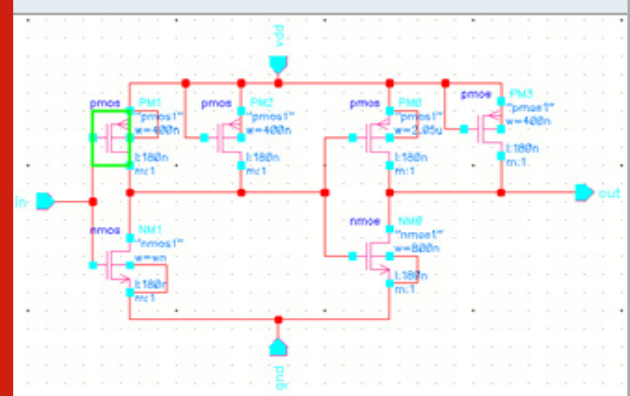 vdd
pmos
PM1
"pmos1"
w=400n
l:180n
m:1
pmos
PM2
"pmos1"
w=400n
l:180n
m:1
pmos
PM0
"pmos1"
w=2.05u
l:180n
m:1
pmos
PM3
"pmos1"
w=400n
l:180n
m:1
in
out
nmos
NM1
"nmos1"
w=wn
l:180n
m:1
nmos
NM0
"nmos1"
w=800n
l:180n
m:1
gnd